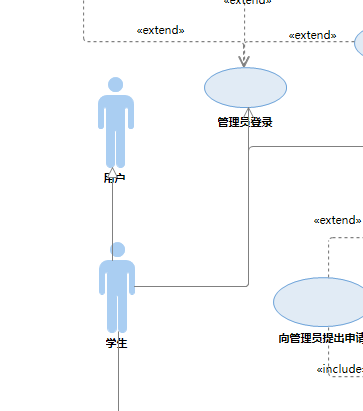 «extend»
«extend»
«extend»
管理员登录
用户
«extend»
学生
向管理员提出申请
«include»